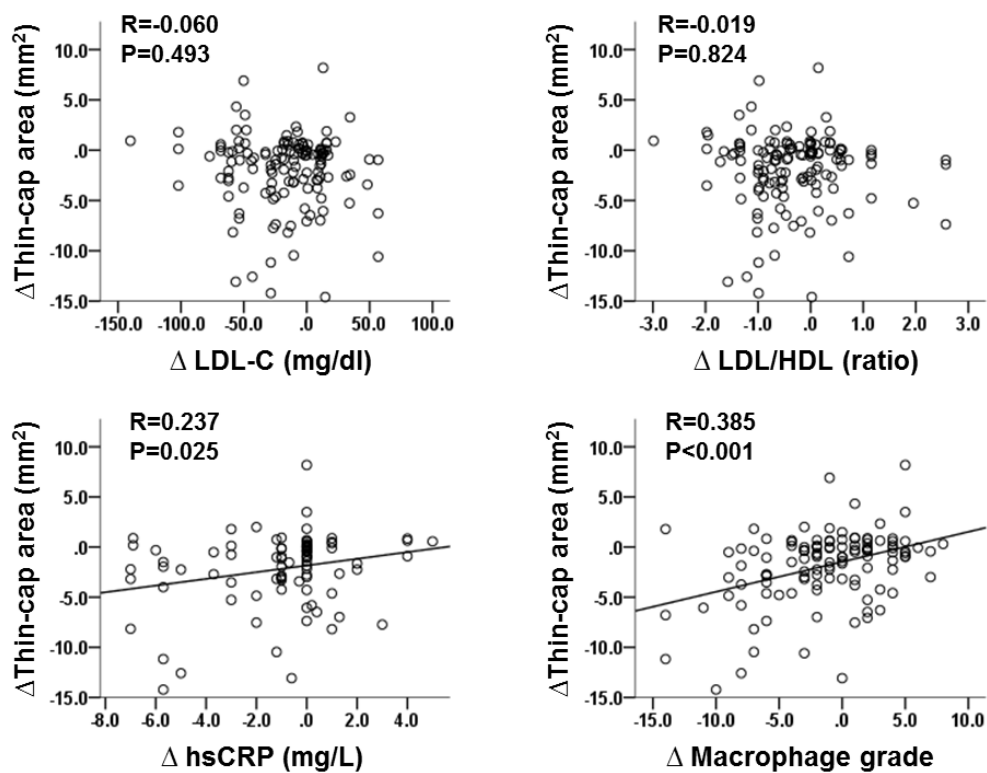 R=-0.060
P=0.493
10.0
5.0
.0
-5.0
-10.0
-15.0
ΔThin-cap area (mm²)
-150.0 -100.0 -50.0 .0 50.0 100.0
Δ LDL-C (mg/dl)
R=-0.019
P=0.824
10.0
5.0
.0
-5.0
-10.0
-15.0
ΔThin-cap area (mm²)
-3.0 -2.0 -1.0 .0 1.0 2.0 3.0
Δ LDL/HDL (ratio)
R=0.237
P=0.025
10.0
5.0
.0
-5.0
-10.0
-15.0
ΔThin-cap area (mm²)
-8.0 -6.0 -4.0 -2.0 .0 2.0 4.0
Δ hsCRP (mg/L)
R=0.385
P<0.001
10.0
5.0
.0
-5.0
-10.0
-15.0
ΔThin-cap area (mm²)
-15.0 -10.0 -5.0 .0 5.0 10.0
Δ Macrophage grade